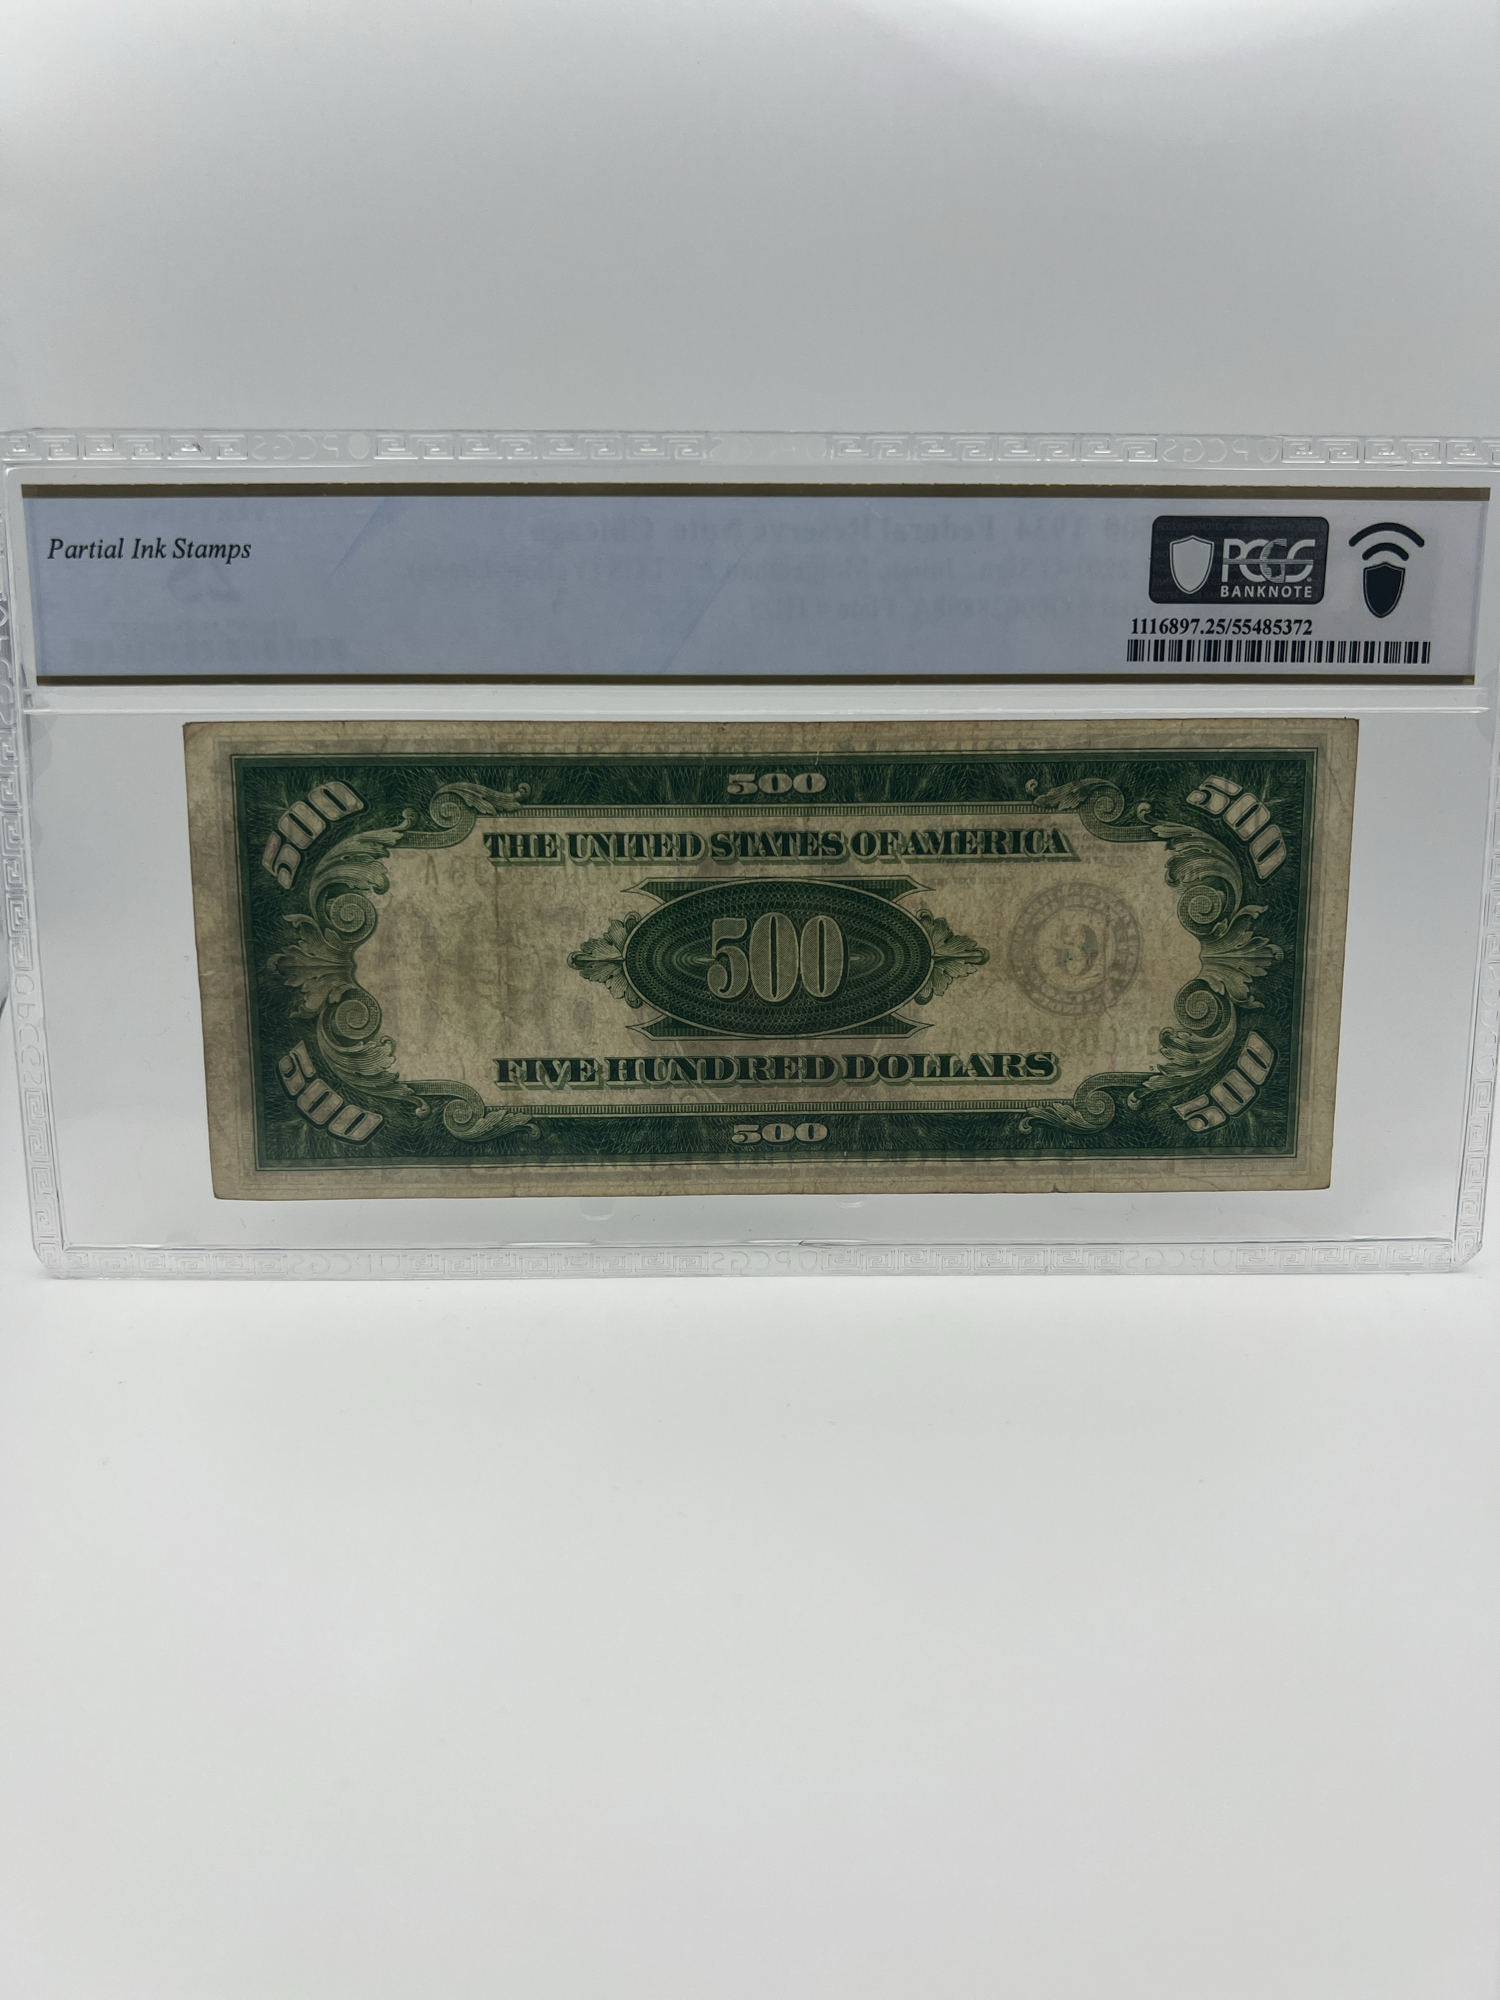 Partial Ink Stamps
PCGS
BANKNOTE
1116897.25/55485372
500
500
500
THE UNITED STATES OF AMERICA
500
FIVE HUNDRED DOLLARS
500
500
500